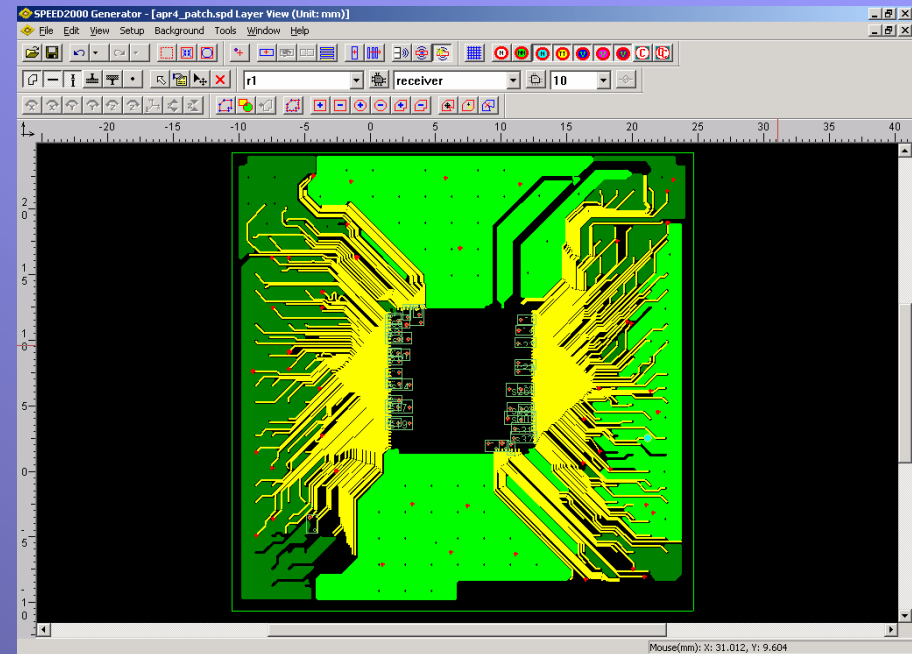 SPEED2000 Generator - [apr4_patch.spd Layer View (Unit: mm)]
File Edit View Setup Background Tools Window Help
r1 receiver 10
-20 -15 -10 -5 0 5 10 15 20 25 30 35 40
20
15
10
5
0
-5
-10
Mouse(mm): X: 31.012, Y: 9.604